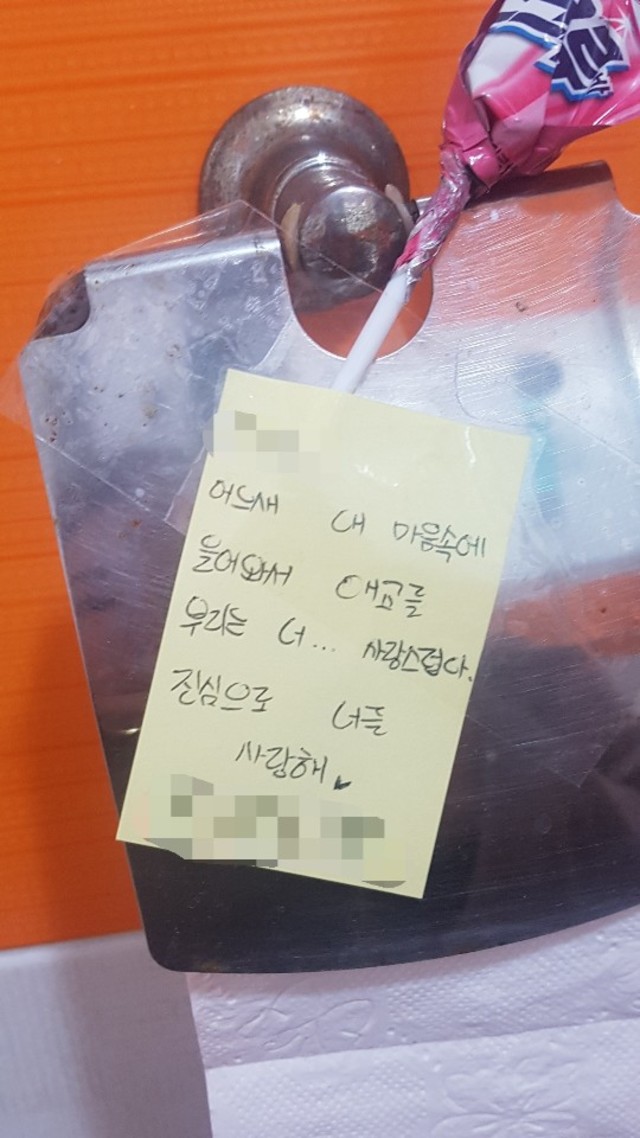 어느새 내 마음속에
들어와서 애교를
부리는 너... 사랑스럽다.
진심으로 너를
사랑해